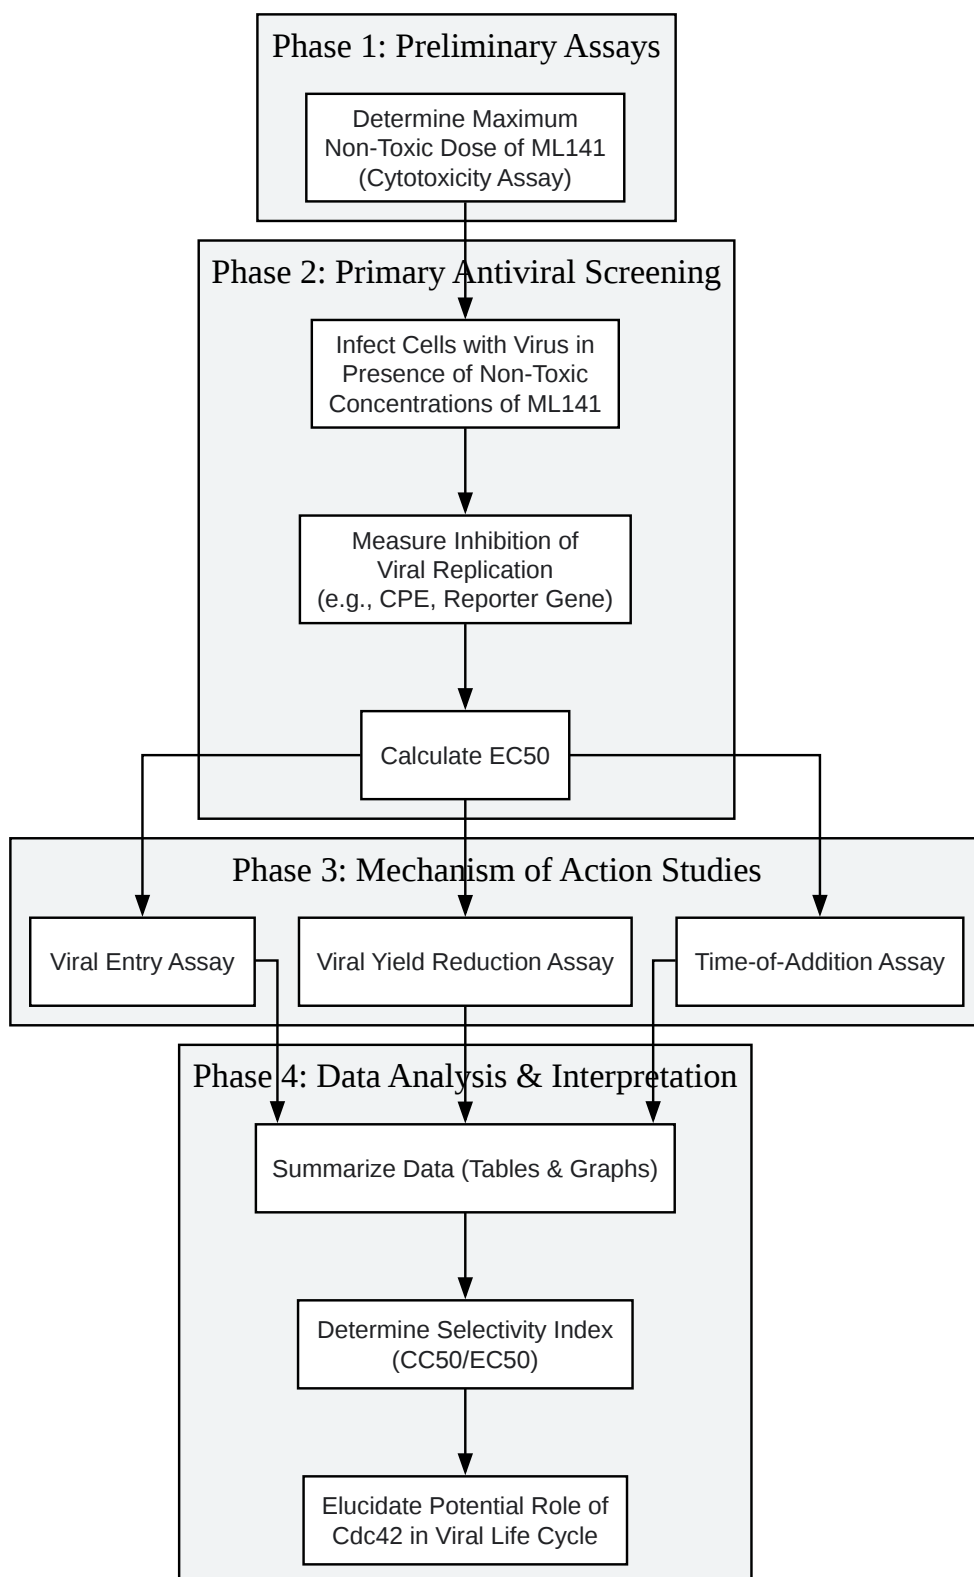 Phase 1: Preliminary Assays
Determine Maximum
Non-Toxic Dose of ML141
(Cytotoxicity Assay)
Phase 2: Primary Antiviral Screening
Infect Cells with Virus in
Presence of Non-Toxic
Concentrations of ML141
Measure Inhibition of
Viral Replication
(e.g., CPE, Reporter Gene)
Calculate EC50
Phase 3: Mechanism of Action Studies
Viral Entry Assay
Viral Yield Reduction Assay
Time-of-Addition Assay
Phase 4: Data Analysis & Interpretation
Summarize Data (Tables & Graphs)
Determine Selectivity Index
(CC50/EC50)
Elucidate Potential Role of
Cdc42 in Viral Life Cycle